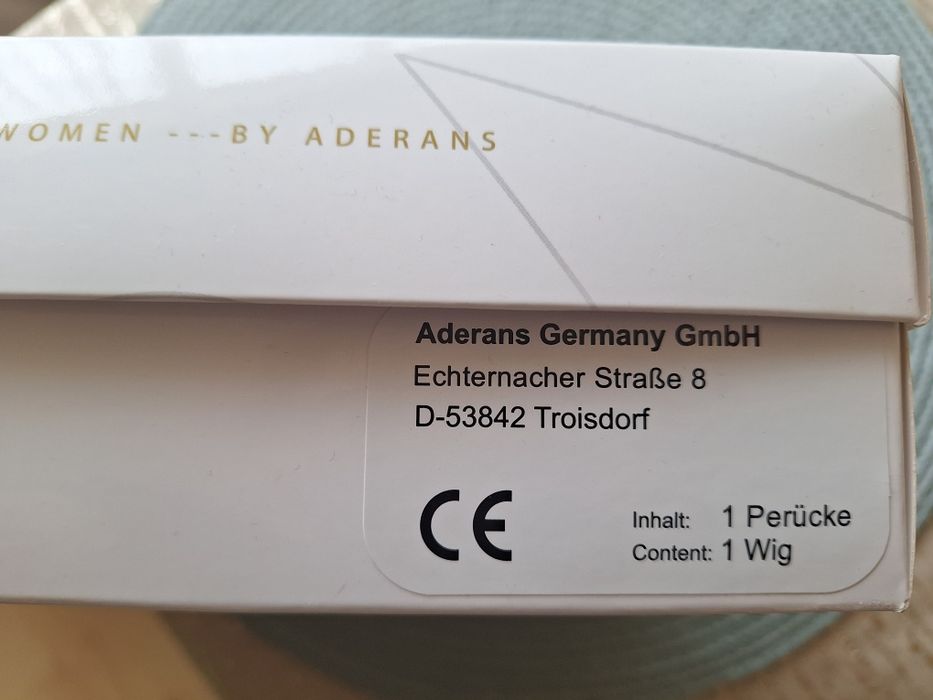 WOMEN ---BY ADERANS
Aderans Germany GmbH
Echternacher Straße 8
D-53842 Troisdorf
CE
Inhalt: 1 Perücke
Content: 1 Wig